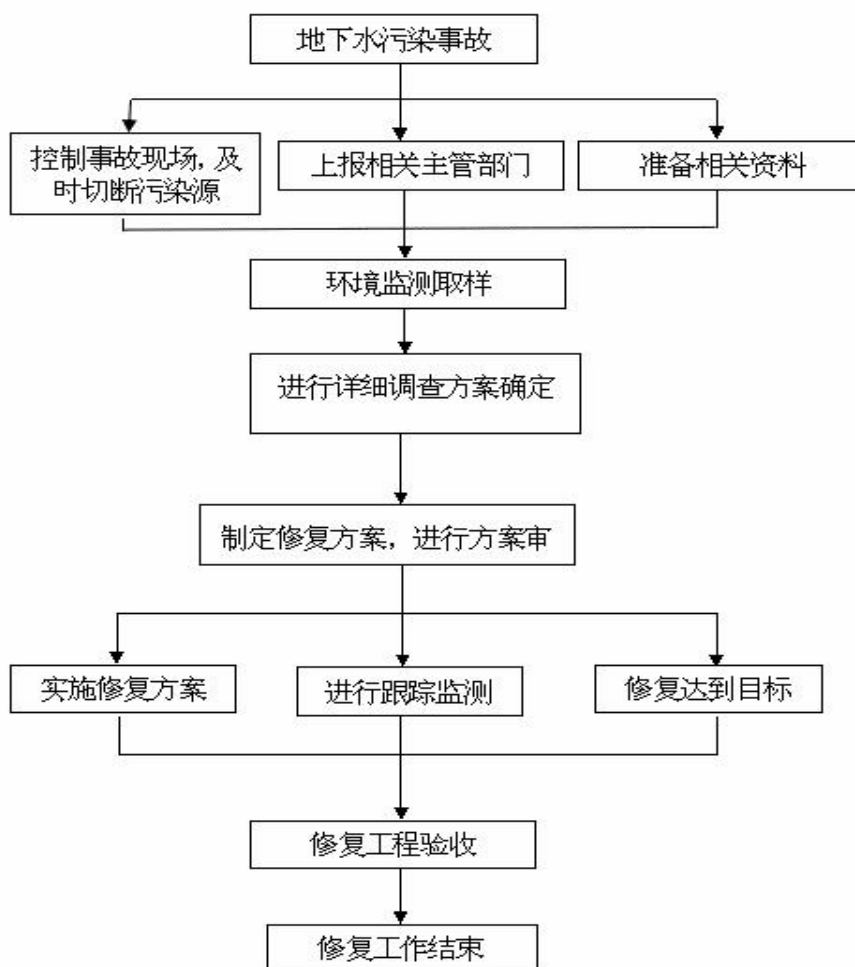 地下水污染事故
控制事故现场，及
时切断污染源
上报相关主管部门
准备相关资料
环境监测取样
进行详细调查方案确定
制定修复方案，进行方案审
实施修复方案
进行跟踪监测
修复达到目标
修复工程验收
修复工作结束